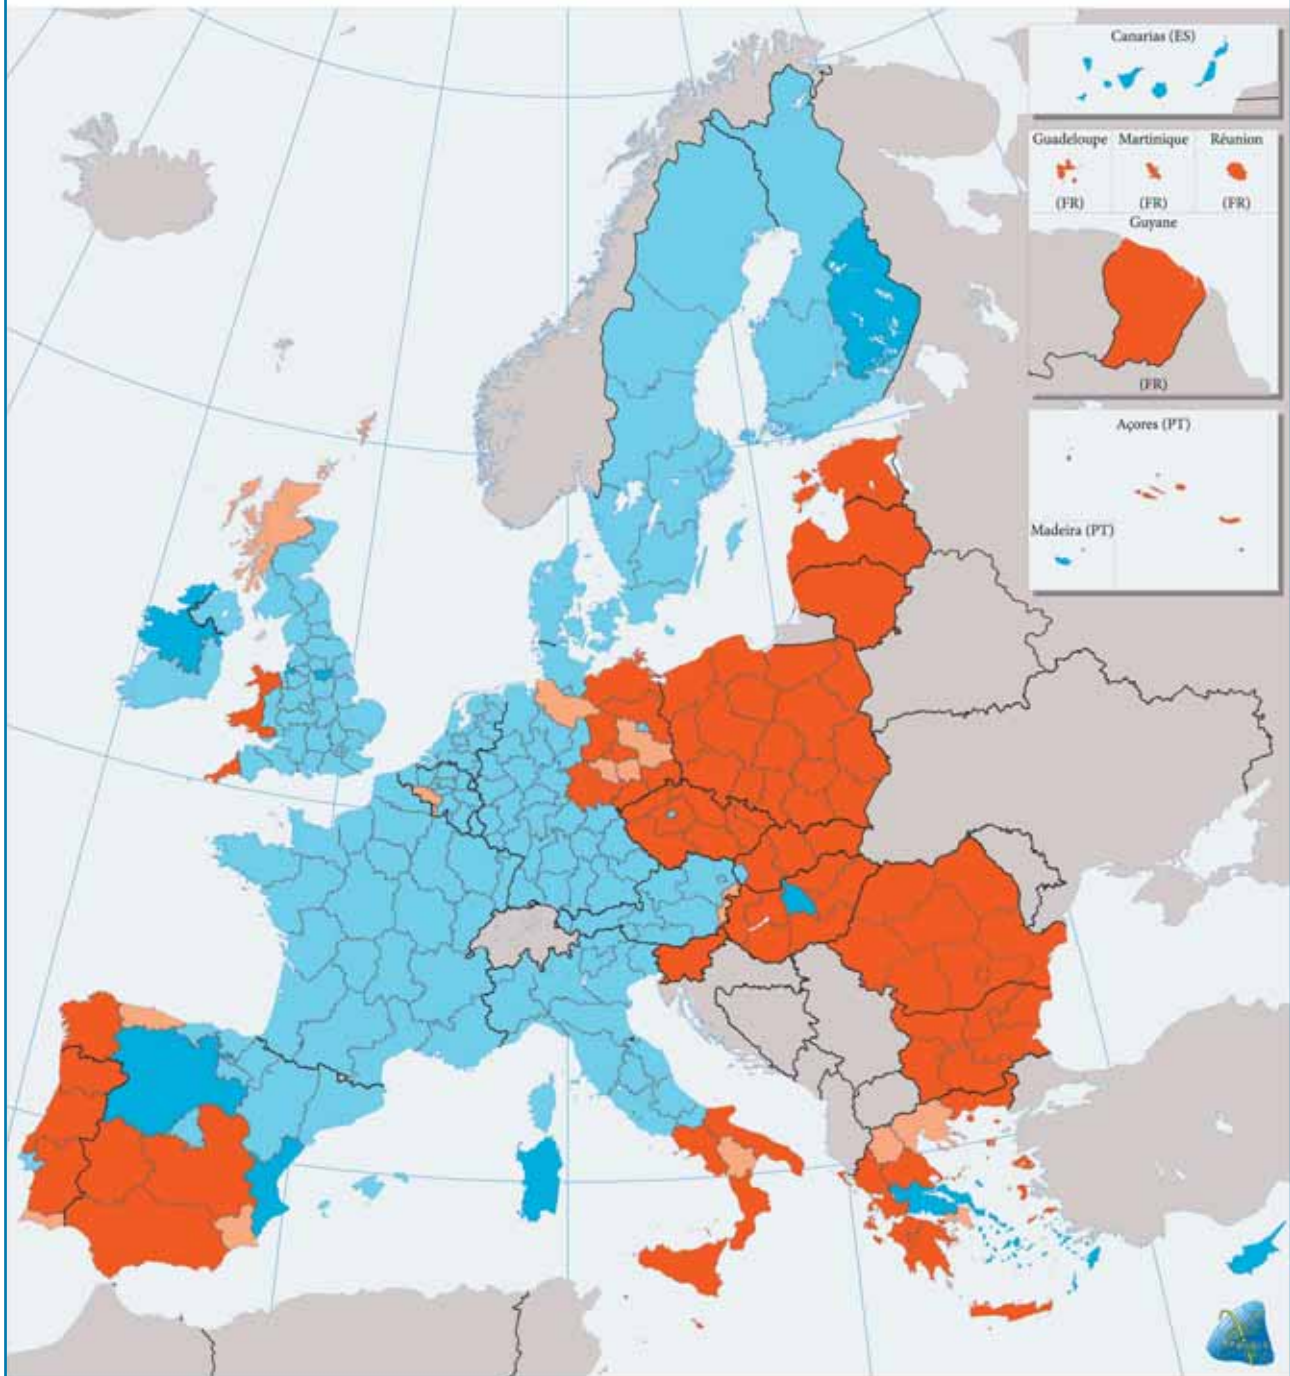 Canarias (ES)
Guadeloupe Martinique Réunion
(FR) (FR) (FR)
Guyane
(FR)
Açores (PT)
Madeira (PT)